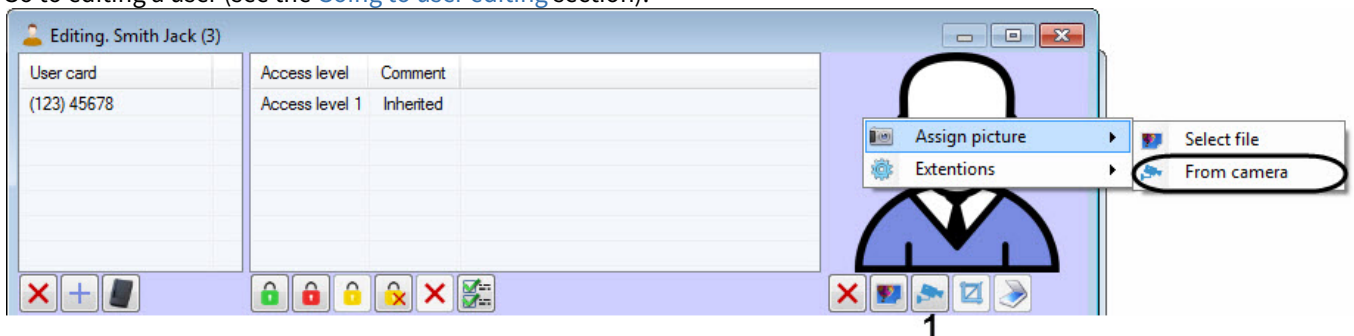 Go to editing a user (see the Going to user editing section).
Editing. Smith Jack (3)
User card
Access level Comment
(123) 45678
Access level 1 Inherited
Assign picture
Select file
Extentions
From camera
1